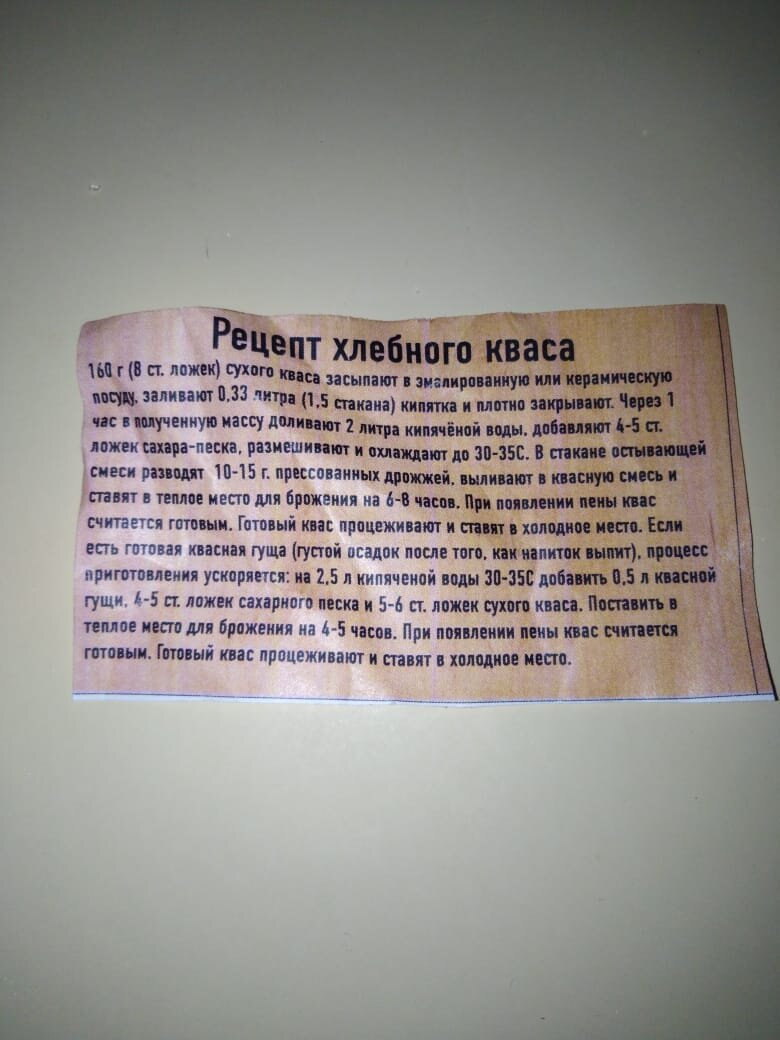 Рецепт хлебного кваса
160 г (8 ст. ложек) сухого кваса засыпают в эмалированную или керамическую
посуду, заливают 0,33 литра (1,5 стакана) кипятка и плотно закрывают. Через 1
час в полученную массу доливают 2 литра кипячёной воды, добавляют 4-5 ст.
ложек сахара-песка, размешивают и охлаждают до 30-35С. В стакане остывающей
смеси разводят 10-15 г. прессованных дрожжей, выливают в квасную смесь и
ставят в теплое место для брожения на 6-8 часов. При появлении пены квас
считается готовым. Готовый квас процеживают и ставят в холодное место. Если
есть готовая квасная гуща (густой осадок после того, как напиток выпит), процесс
приготовления ускоряется: на 2,5 л кипяченой воды 30-35С добавить 0,5 л квасной
гущи, 4-5 ст. ложек сахарного песка и 5-6 ст. ложек сухого кваса. Поставить в
теплое место для брожения на 4-5 часов. При появлении пены квас считается
готовым. Готовый квас процеживают и ставят в холодное место.